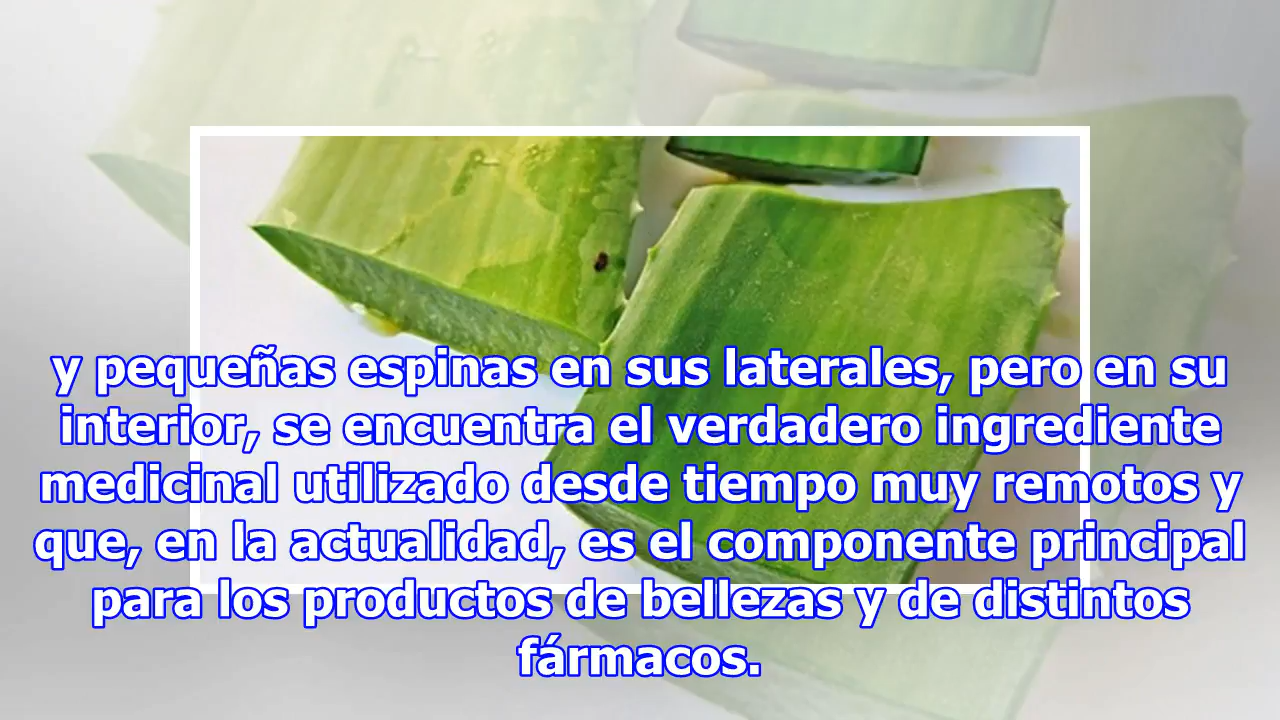 y pequeñas espinas en sus laterales, pero en su
interior, se encuentra el verdadero ingrediente
medicinal utilizado desde tiempo muy remotos y
que, en la actualidad, es el componente principal
para los productos de bellezas y de distintos
fármacos.